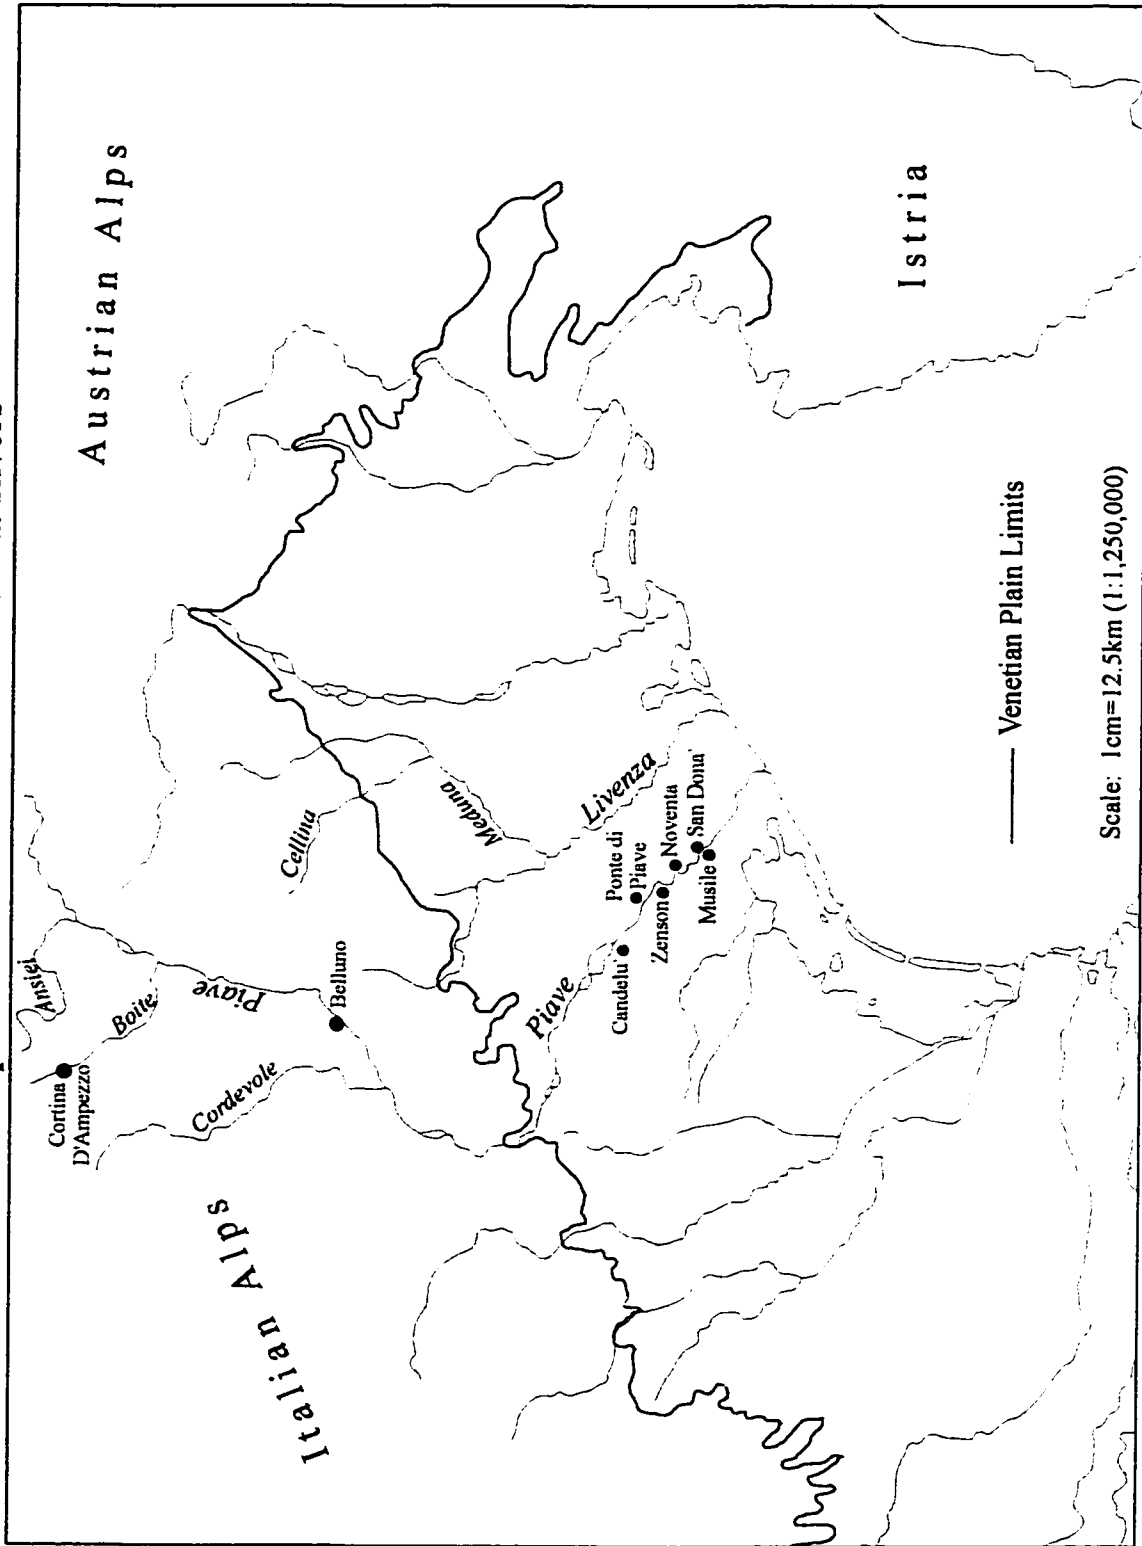 Austrian Alps
Italian Alps
Istria
Cortina
D'Ampezzo
Ansiei
Boite
Piave
Cordevole
Belluno
Cellina
Meduna
Livenza
Piave
Candelu'
Ponte di
Piave
Zenson
Noventa
San Dona'
Musile
Venetian Plain Limits
Scale: 1cm=12.5km (1:1,250,000)